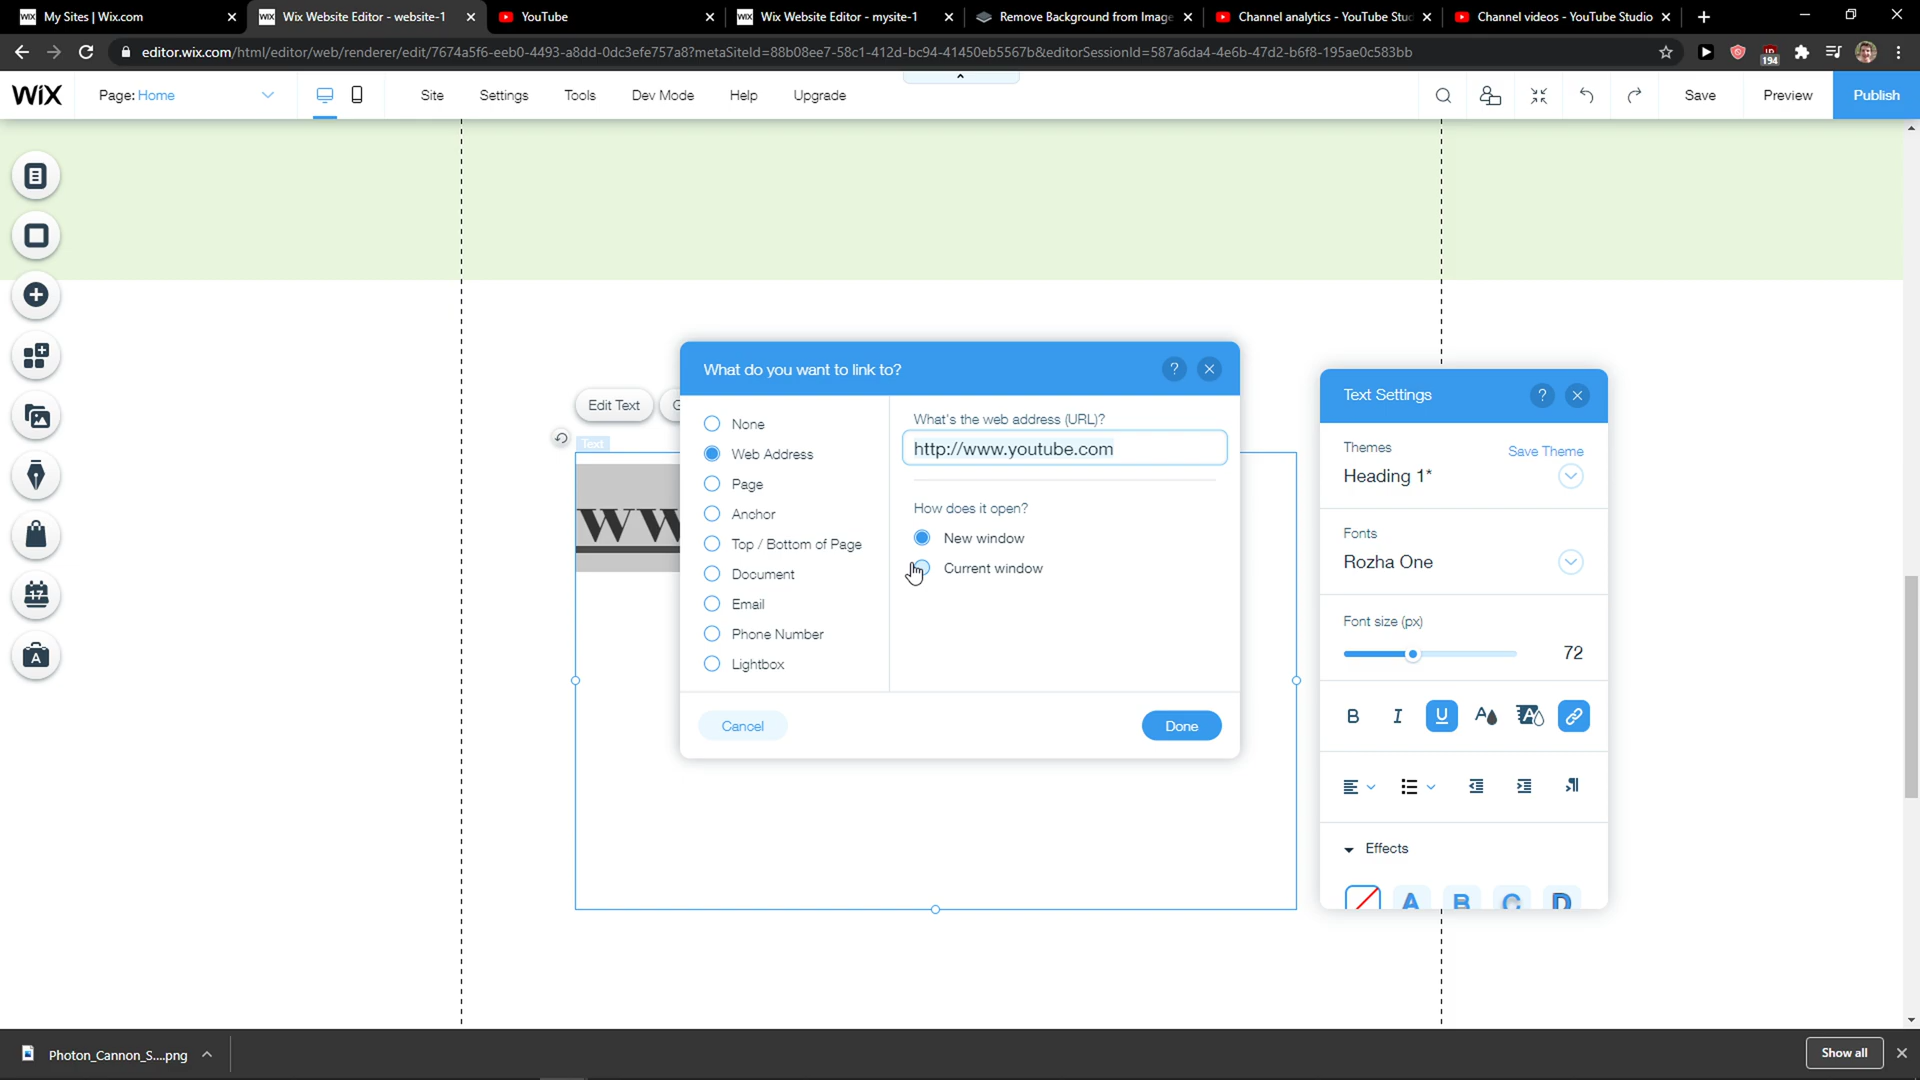 My Sites | Wix.com
Wix Website Editor - website-1
YouTube
Wix Website Editor - mysite-1
Remove Background from Image
Channel analytics - YouTube Stu
Channel videos - YouTube Studio
editor.wix.com/html/editor/web/renderer/edit/7674a5f6-eeb0-4493-a8dd-0dc3efe757a8?metaSiteId=88b08ee7-58c1-412d-bc94-41450eb5567b&editorSessionId=587a6da4-4e6b-47d2-b6f8-195ae0c583bb
194
WiX
Page: Home
Site
Settings
Tools
Dev Mode
Help
Upgrade
Save
Preview
Publish
17
A
Edit Text
Text
WW
What do you want to link to?
?
None
Web Address
Page
Anchor
Top / Bottom of Page
Document
Email
Phone Number
Lightbox
What's the web address (URL)?
http://www.youtube.com
How does it open?
New window
Current window
Cancel
Done
Text Settings
?
Themes
Save Theme
Heading 1*
Fonts
Rozha One
Font size (px)
72
B I U A A
Effects
A B C D
Photon_Cannon_S....png
Show all